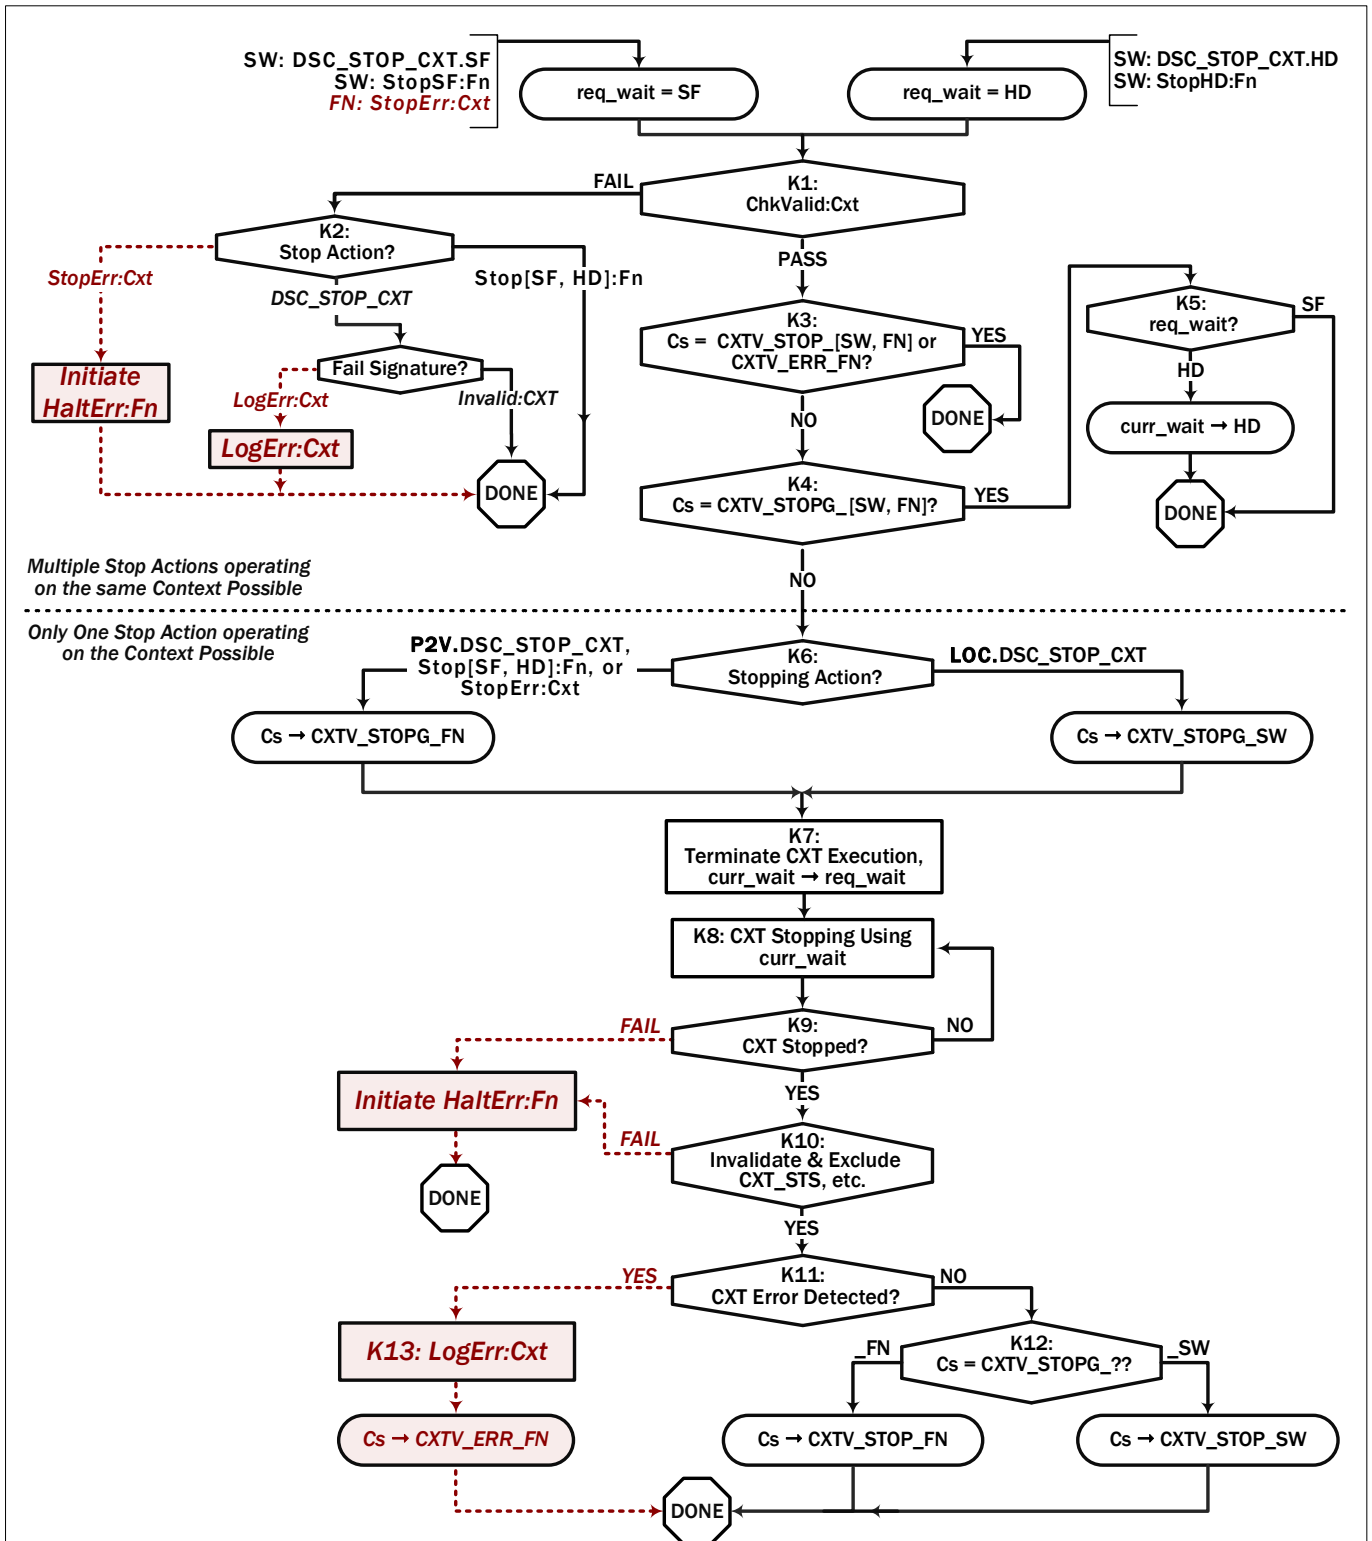 SW: DSC_STOP_CXT.SF
SW: StopSF:Fn
FN: StopErr:Cxt
req_wait = SF
req_wait = HD
SW: DSC_STOP_CXT.HD
SW: StopHD:Fn
FAIL
K1:
ChkValid:Cxt
K2:
Stop Action?
PASS
StopErr:Cxt
DSC_STOP_CXT
Stop[SF, HD]:Fn
K3:
Cs = CXTV_STOP_[SW, FN] or
CXTV_ERR_FN?
YES
K5:
req_wait?
SF
Fail Signature?
HD
Initiate
HaltErr:Fn
LogErr:Cxt
Invalid:CXT
NO
DONE
curr_wait → HD
LogErr:Cxt
DONE
K4:
Cs = CXTV_STOPG_[SW, FN]?
YES
DONE
Multiple Stop Actions operating
on the same Context Possible
NO
Only One Stop Action operating
on the Context Possible
P2V.DSC_STOP_CXT,
Stop[SF, HD]:Fn, or
StopErr:Cxt
K6:
Stopping Action?
LOC.DSC_STOP_CXT
Cs → CXTV_STOPG_FN
Cs → CXTV_STOPG_SW
K7:
Terminate CXT Execution,
curr_wait → req_wait
K8: CXT Stopping Using
curr_wait
FAIL
K9:
CXT Stopped?
NO
YES
Initiate HaltErr:Fn
FAIL
K10:
Invalidate & Exclude
CXT_STS, etc.
DONE
YES
YES
K11:
CXT Error Detected?
NO
K13: LogErr:Cxt
_FN
K12:
Cs = CXTV_STOPG_??
_SW
Cs → CXTV_ERR_FN
Cs → CXTV_STOP_FN
Cs → CXTV_STOP_SW
DONE